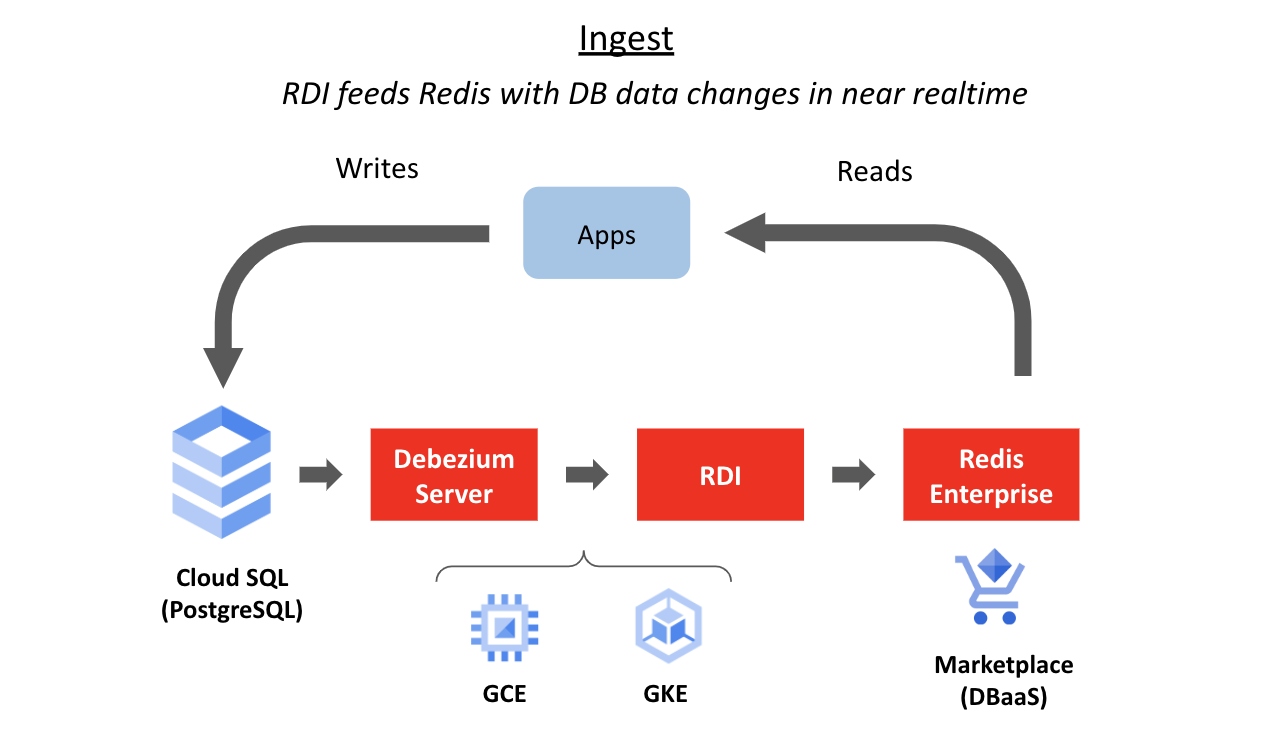 Ingest
RDI feeds Redis with DB data changes in near realtime
Writes
Reads
Apps
Debezium
Server
RDI
Redis
Enterprise
Cloud SQL
(PostgreSQL)
GCE
GKE
Marketplace
(DBaaS)